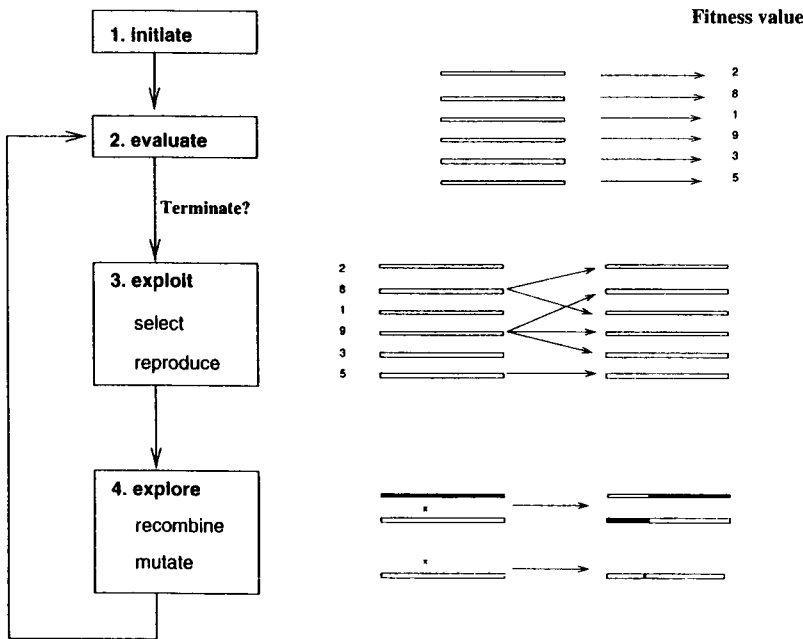 Fitness value
1. initiate
2
8
1
9
3
5
2. evaluate
Terminate?
3. exploit
select
reproduce
2
8
1
9
3
5
4. explore
recombine
mutate
x
x
x